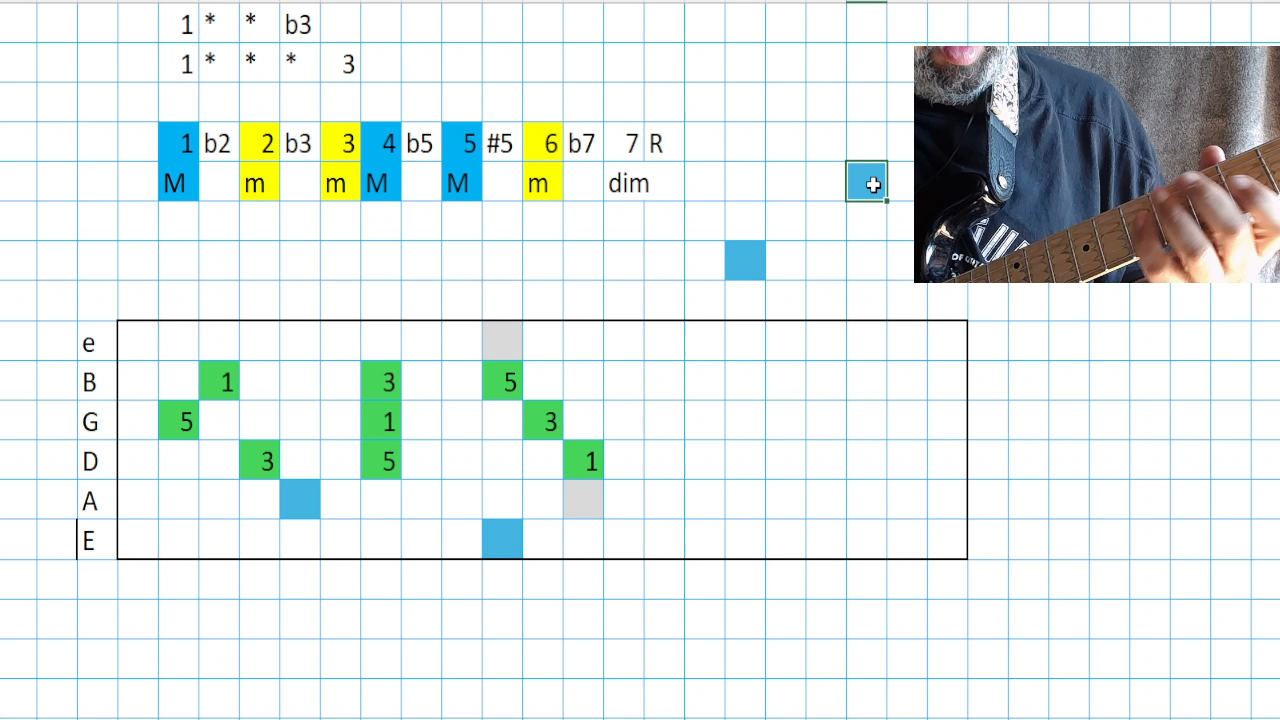 1 * * b3
1 * * * 3
1 b2 2 b3 3 4 b5 5 #5 6 b7 7 R
M m m M M m dim
e
B 1 3 5
G 5 1 3
D 3 5 1
A
E